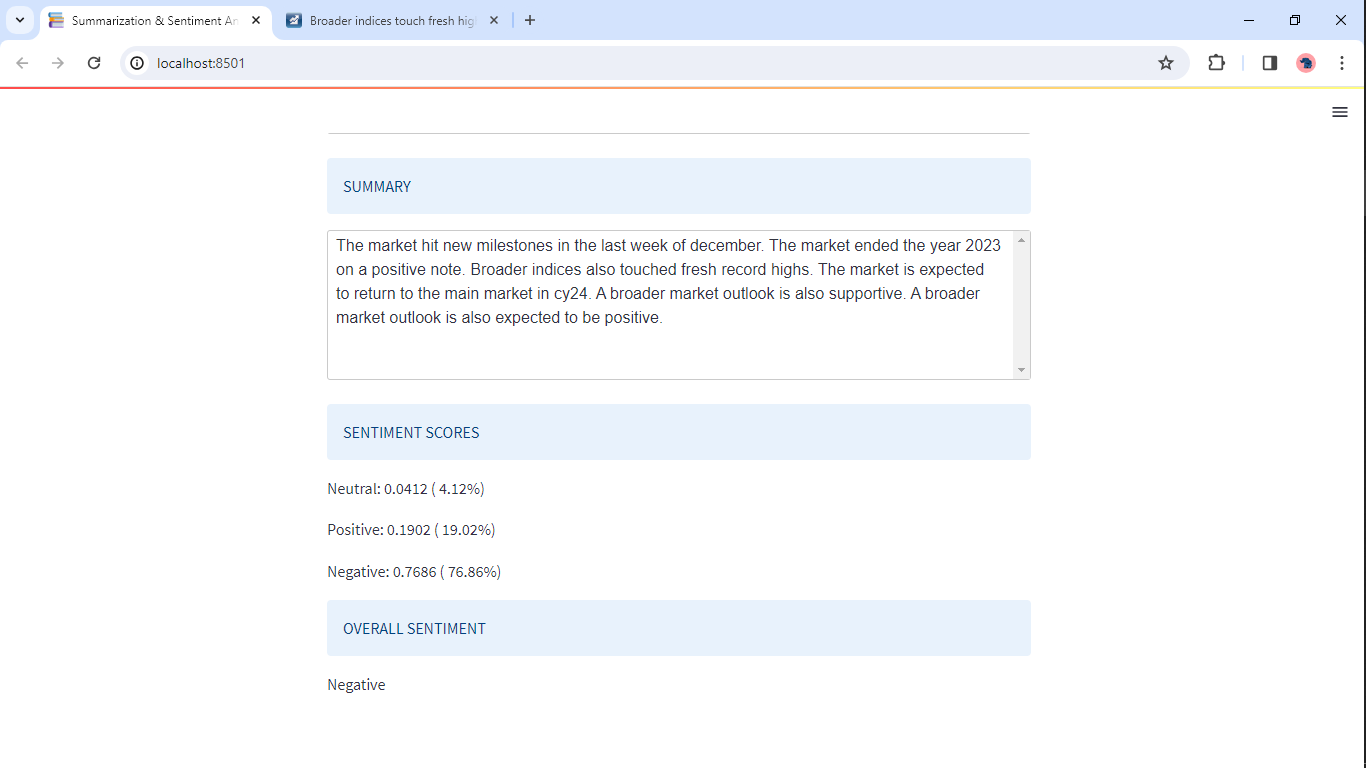 Summarization & Sentiment An
Broader indices touch fresh hig
localhost:8501
SUMMARY
The market hit new milestones in the last week of december. The market ended the year 2023
on a positive note. Broader indices also touched fresh record highs. The market is expected
to return to the main market in cy24. A broader market outlook is also supportive. A broader
market outlook is also expected to be positive.
SENTIMENT SCORES
Neutral: 0.0412 ( 4.12%)
Positive: 0.1902 ( 19.02%)
Negative: 0.7686 ( 76.86%)
OVERALL SENTIMENT
Negative